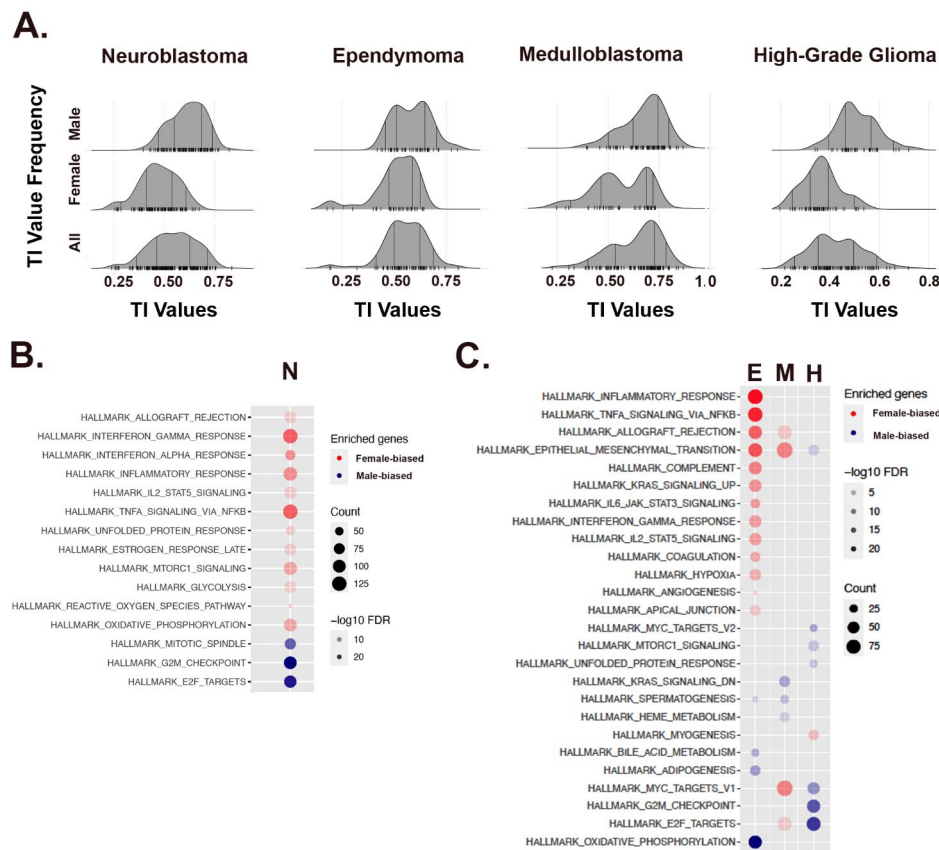 A.
Neuroblastoma
Ependymoma
Medulloblastoma
High-Grade Glioma
TI Value Frequency
Male
Female
All
0.25 0.50 0.75
0.25 0.50 0.75
0.25 0.50 0.75 1.0
0.2 0.4 0.6 0.8
TI Values
TI Values
TI Values
TI Values
B.
N
HALLMARK_ALLOGRAFT_REJECTION
HALLMARK_INTERFERON_GAMMA_RESPONSE
HALLMARK_INTERFERON_ALPHA_RESPONSE
HALLMARK_INFLAMMATORY_RESPONSE
HALLMARK_IL2_STAT5_SIGNALING
HALLMARK_TNFA_SIGNALING_VIA_NFKB
HALLMARK_UNFOLDED_PROTEIN_RESPONSE
HALLMARK_ESTROGEN_RESPONSE_LATE
HALLMARK_MTORC1_SIGNALING
HALLMARK_GLYCOLYSIS
HALLMARK_REACTIVE_OXYGEN_SPECIES_PATHWAY
HALLMARK_OXIDATIVE_PHOSPHORYLATION
HALLMARK_MITOTIC_SPINDLE
HALLMARK_G2M_CHECKPOINT
HALLMARK_E2F_TARGETS
Enriched genes
Female-biased
Male-biased
Count
50
75
100
125
-log10 FDR
10
20
C.
E M H
HALLMARK_INFLAMMATORY_RESPONSE
HALLMARK_TNFA_SIGNALING_VIA_NFKB
HALLMARK_ALLOGRAFT_REJECTION
HALLMARK_EPITHELIAL_MESENCHYMAL_TRANSITION
HALLMARK_COMPLEMENT
HALLMARK_KRAS_SIGNALING_UP
HALLMARK_IL6_JAK_STAT3_SIGNALING
HALLMARK_INTERFERON_GAMMA_RESPONSE
HALLMARK_IL2_STAT5_SIGNALING
HALLMARK_COAGULATION
HALLMARK_HYPOXIA
HALLMARK_ANGIOGENESIS
HALLMARK_APICAL_JUNCTION
HALLMARK_MYC_TARGETS_V2
HALLMARK_MTORC1_SIGNALING
HALLMARK_UNFOLDED_PROTEIN_RESPONSE
HALLMARK_KRAS_SIGNALING_DN
HALLMARK_SPERMATOGENESIS
HALLMARK_HEME_METABOLISM
HALLMARK_MYOGENESIS
HALLMARK_BILE_ACID_METABOLISM
HALLMARK_ADIPOGENESIS
HALLMARK_MYC_TARGETS_V1
HALLMARK_G2M_CHECKPOINT
HALLMARK_E2F_TARGETS
HALLMARK_OXIDATIVE_PHOSPHORYLATION
Enriched genes
Female-biased
Male-biased
-log10 FDR
5
10
15
20
Count
25
50
75